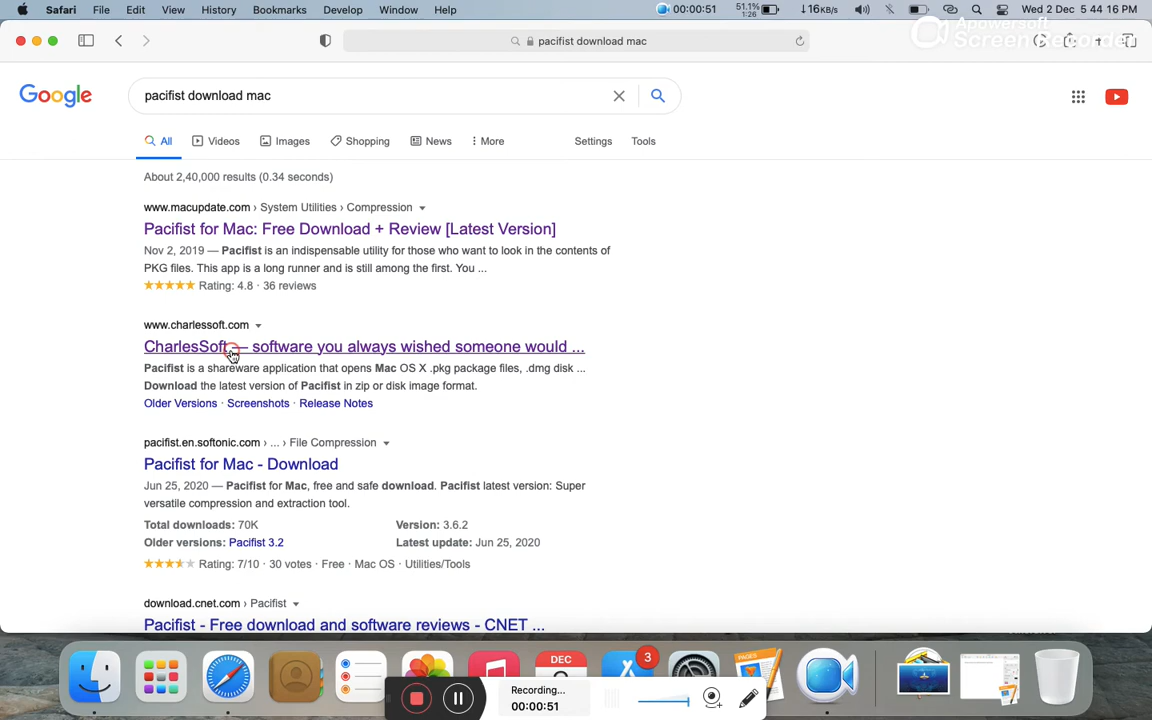 Safari File Edit View History Bookmarks Develop Window Help 00:00:51 51.1% 1:26 ↓16KB/s Wed 2 Dec 5 44 16 PM
Apowersoft
Screen Recorder
pacifist download mac
Google
pacifist download mac
All Videos Images Shopping News More Settings Tools
About 2,40,000 results (0.34 seconds)
www.macupdate.com › System Utilities › Compression
Pacifist for Mac: Free Download + Review [Latest Version]
Nov 2, 2019 — Pacifist is an indispensable utility for those who want to look in the contents of
PKG files. This app is a long runner and is still among the first. You ...
Rating: 4.8 · 36 reviews
www.charlessoft.com
CharlesSoft — software you always wished someone would ...
Pacifist is a shareware application that opens Mac OS X .pkg package files, .dmg disk ...
Download the latest version of Pacifist in zip or disk image format.
Older Versions · Screenshots · Release Notes
pacifist.en.softonic.com › ... › File Compression
Pacifist for Mac - Download
Jun 25, 2020 — Pacifist for Mac, free and safe download. Pacifist latest version: Super
versatile compression and extraction tool.
Total downloads: 70K Version: 3.6.2
Older versions: Pacifist 3.2 Latest update: Jun 25, 2020
Rating: 7/10 · 30 votes · Free · Mac OS · Utilities/Tools
download.cnet.com › Pacifist
Pacifist - Free download and software reviews - CNET ...
DEC
3
PAGES
Recording...
00:00:51